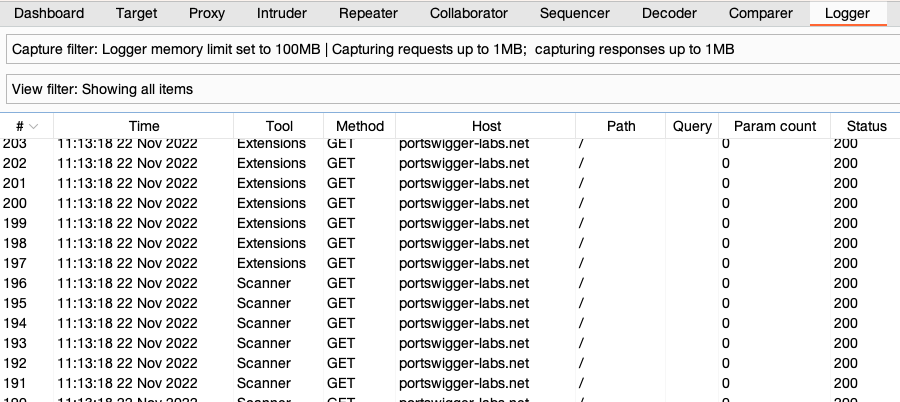 Dashboard Target Proxy Intruder Repeater Collaborator Sequencer Decoder Comparer Logger
Capture filter: Logger memory limit set to 100MB | Capturing requests up to 1MB; capturing responses up to 1MB
View filter: Showing all items
# Time Tool Method Host Path Query Param count Status
203 11:13:18 22 Nov 2022 Extensions GET portswigger-labs.net / 0 200
202 11:13:18 22 Nov 2022 Extensions GET portswigger-labs.net / 0 200
201 11:13:18 22 Nov 2022 Extensions GET portswigger-labs.net / 0 200
200 11:13:18 22 Nov 2022 Extensions GET portswigger-labs.net / 0 200
199 11:13:18 22 Nov 2022 Extensions GET portswigger-labs.net / 0 200
198 11:13:18 22 Nov 2022 Extensions GET portswigger-labs.net / 0 200
197 11:13:18 22 Nov 2022 Extensions GET portswigger-labs.net / 0 200
196 11:13:18 22 Nov 2022 Scanner GET portswigger-labs.net / 0 200
195 11:13:18 22 Nov 2022 Scanner GET portswigger-labs.net / 0 200
194 11:13:18 22 Nov 2022 Scanner GET portswigger-labs.net / 0 200
193 11:13:18 22 Nov 2022 Scanner GET portswigger-labs.net / 0 200
192 11:13:18 22 Nov 2022 Scanner GET portswigger-labs.net / 0 200
191 11:13:18 22 Nov 2022 Scanner GET portswigger-labs.net / 0 200